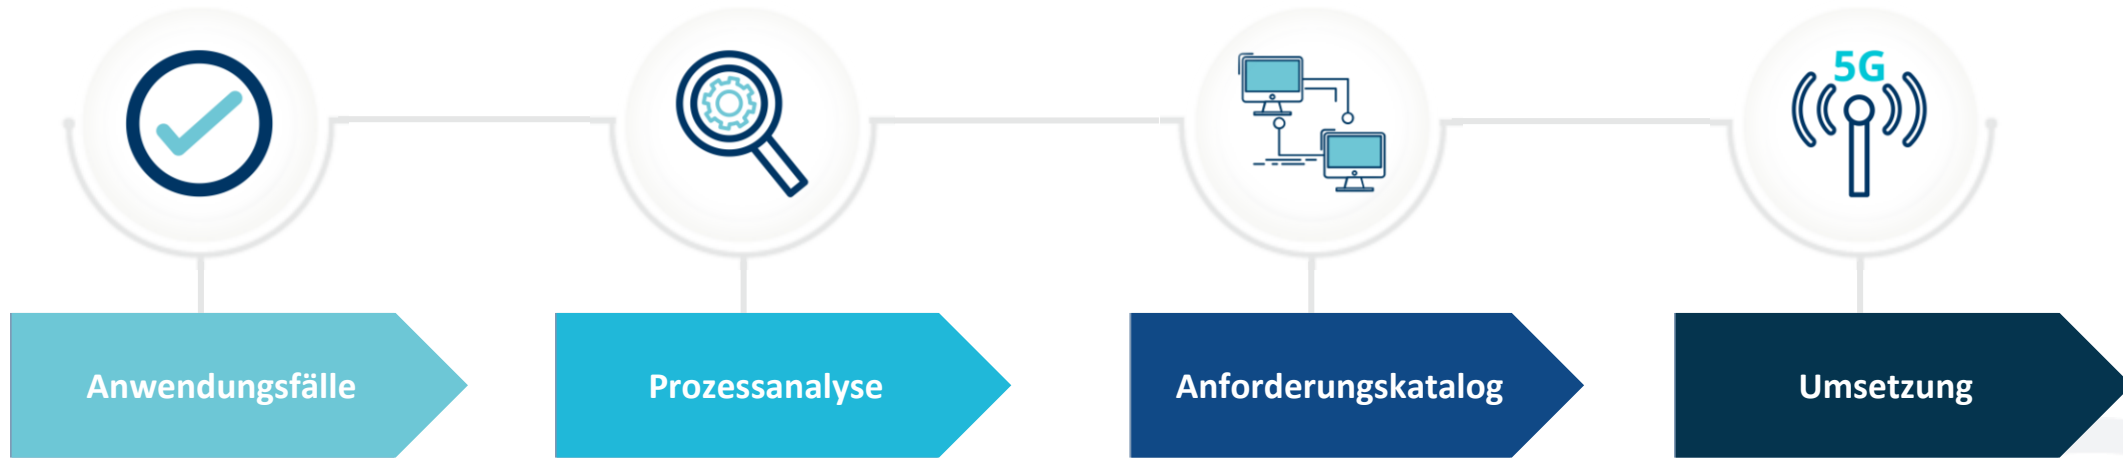 5G
Anwendungsfälle
Prozessanalyse
Anforderungskatalog
Umsetzung